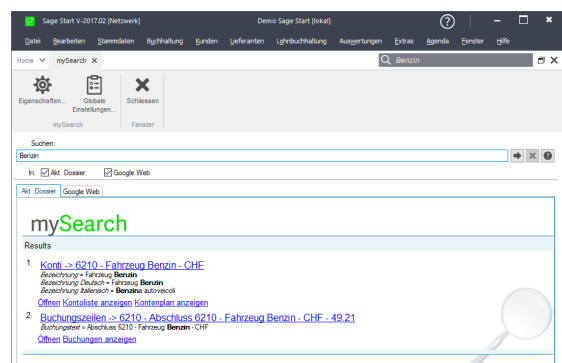 Sage Start V-2017.02 [Netzwerk]
Demo Sage Start [lokal]
Datei Bearbeiten Stammdaten Buchhaltung Kunden Lieferanten Lohnbuchhaltung Auswertungen Extras Agenda Fenster Hilfe
Home mySearch
Benzin
Eigenschaften... Globale Einstellungen... Schliessen
mySearch Fenster
Suchen:
Benzin
In: Akt. Dossier Google Web
Akt. Dossier Google Web
mySearch
Results
1. Konti -> 6210 - Fahrzeug Benzin - CHF
Bezeichnung = Fahrzeug Benzin
Bezeichnung Deutsch = Fahrzeug Benzin
Bezeichnung Italienisch = Benzina autoveicoli
Öffnen Kontoliste anzeigen Kontenplan anzeigen
2. Buchungszeilen -> 6210 - Abschluss 6210 - Fahrzeug Benzin - CHF - 49.21
Buchungstext = Abschluss 6210 - Fahrzeug Benzin - CHF
Öffnen Buchungen anzeigen